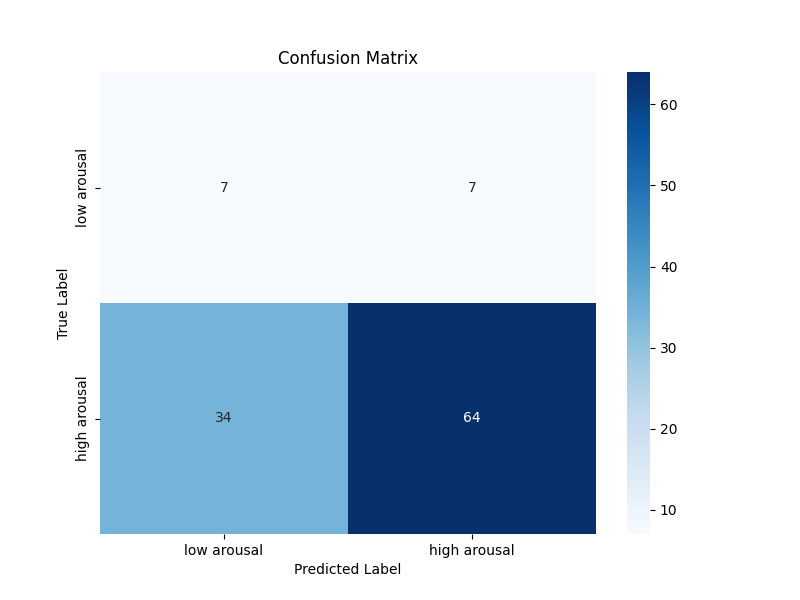 Confusion Matrix
True Label
low arousal
high arousal
7
7
34
64
low arousal
high arousal
Predicted Label
60
50
40
30
20
10